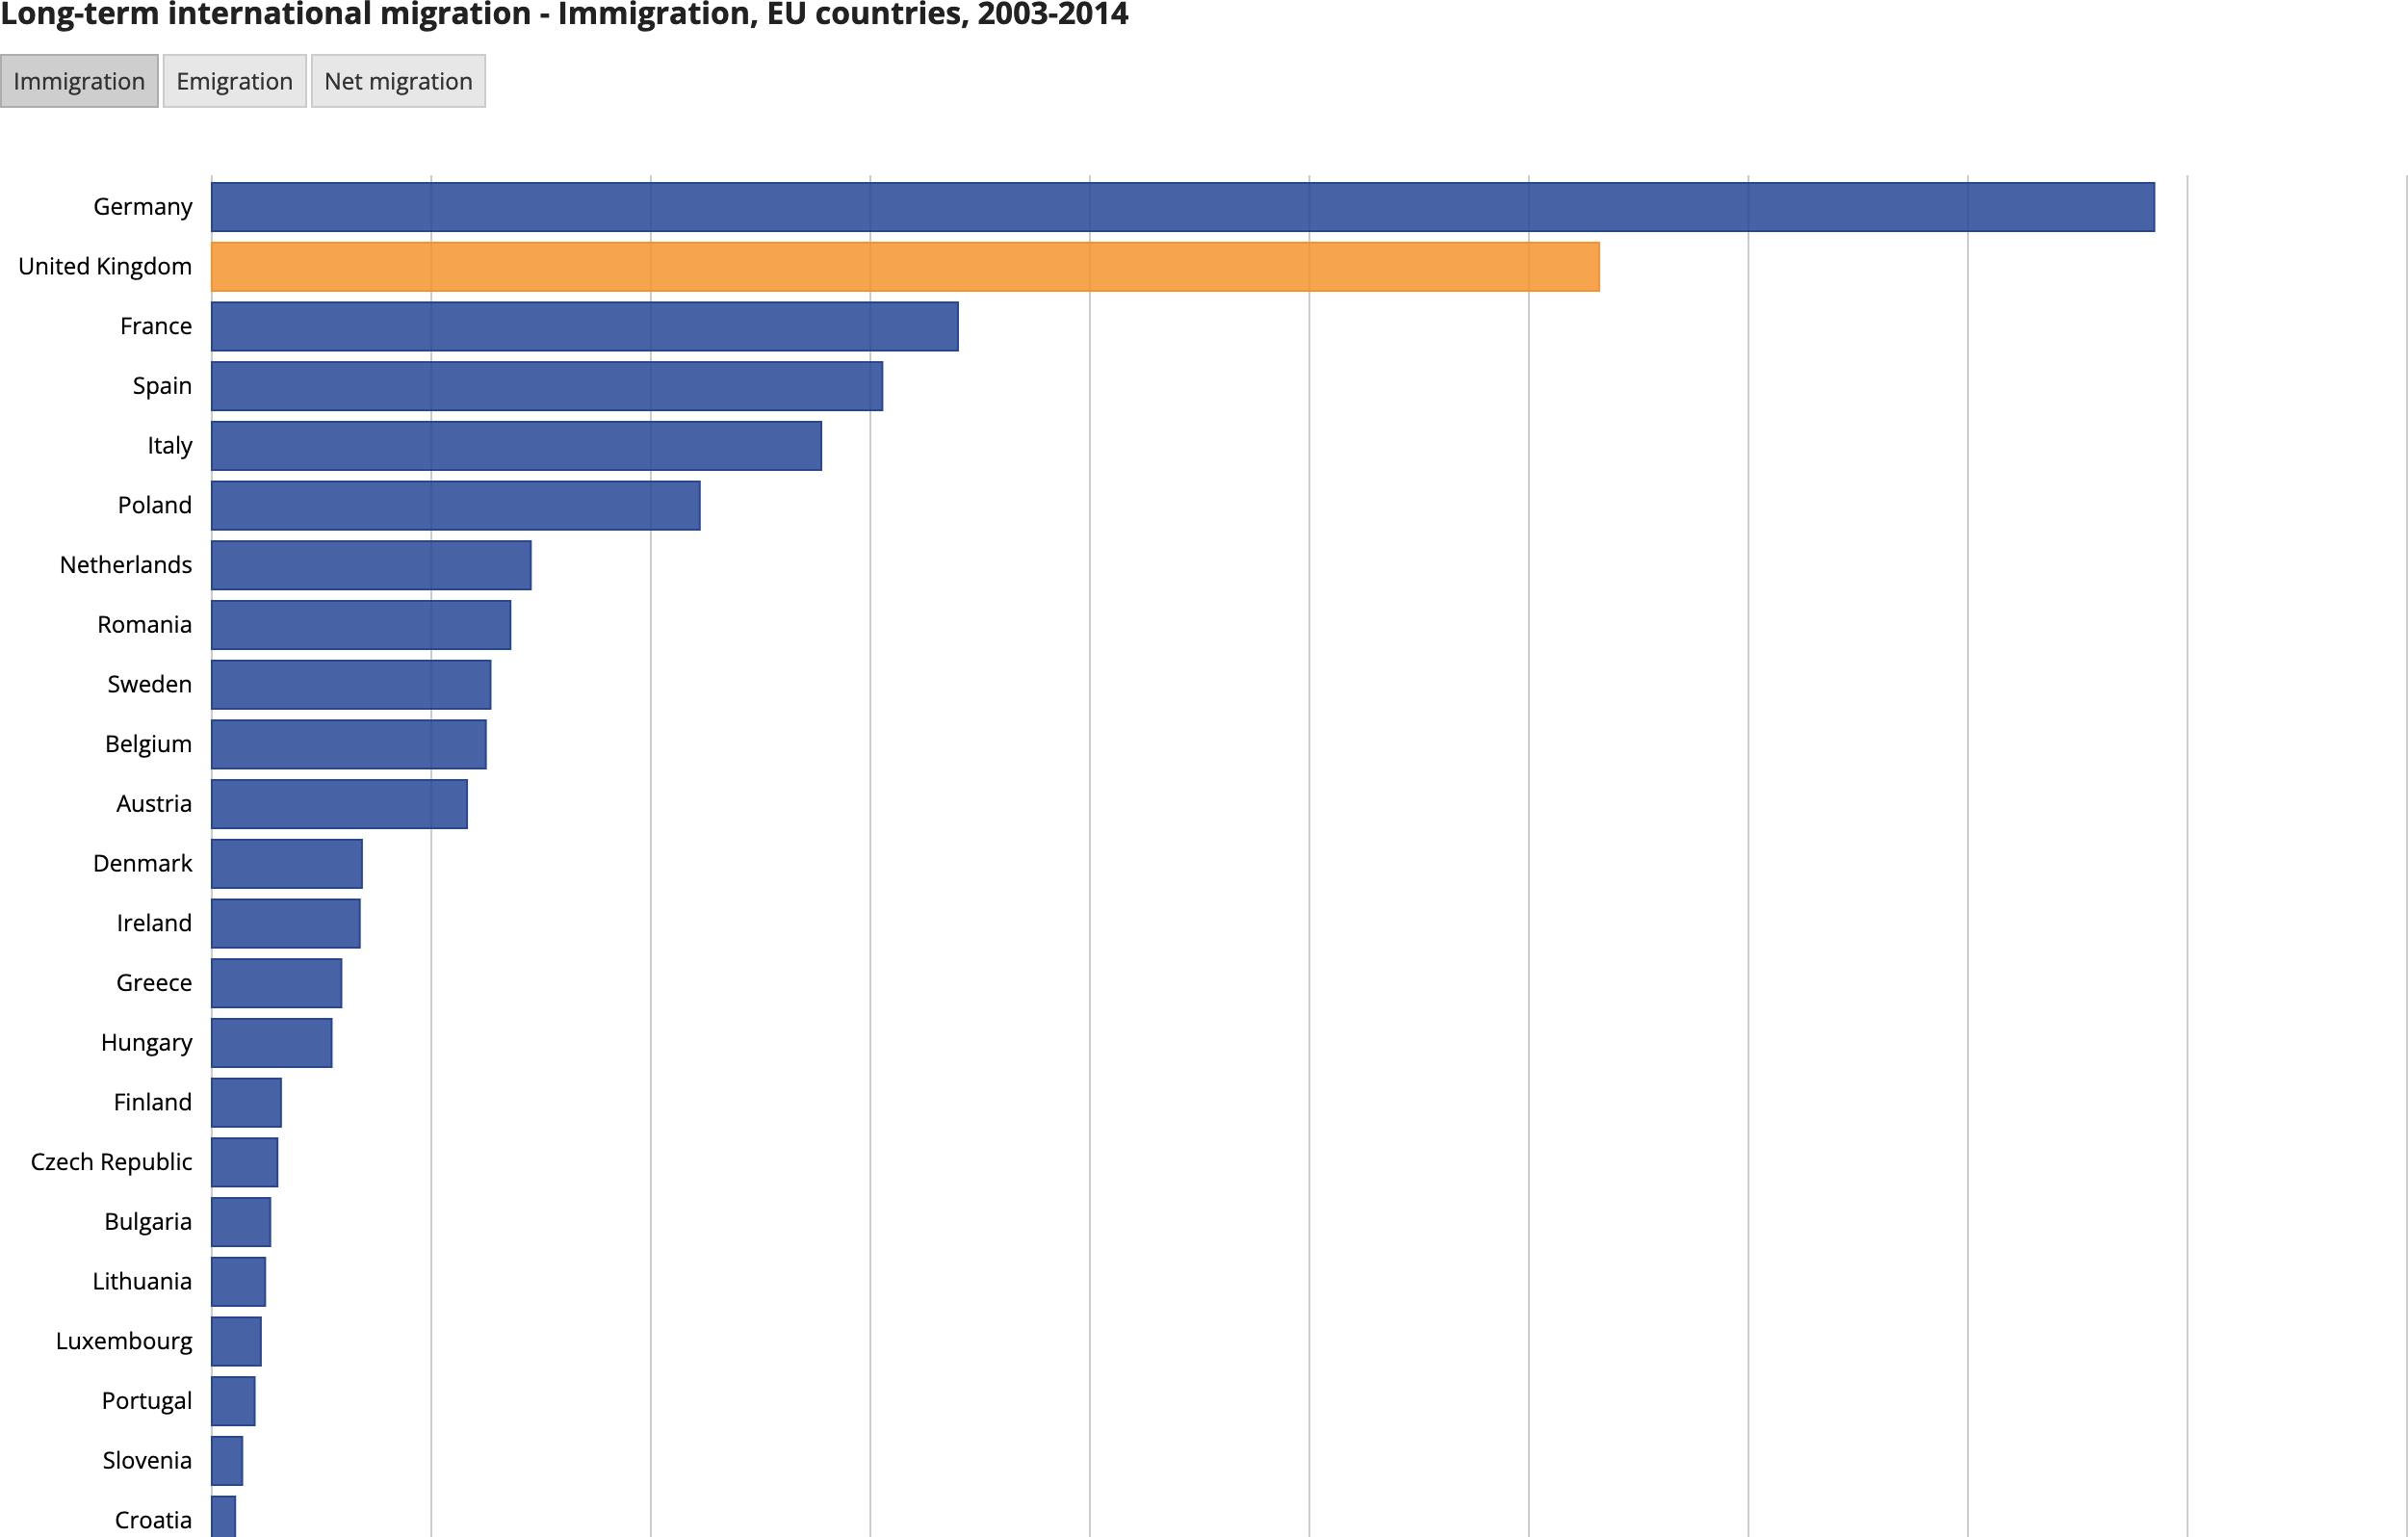 Long-term international migration - Immigration, EU countries, 2003-2014
Immigration Emigration Net migration
Germany
United Kingdom
France
Spain
Italy
Poland
Netherlands
Romania
Sweden
Belgium
Austria
Denmark
Ireland
Greece
Hungary
Finland
Czech Republic
Bulgaria
Lithuania
Luxembourg
Portugal
Slovenia
Croatia